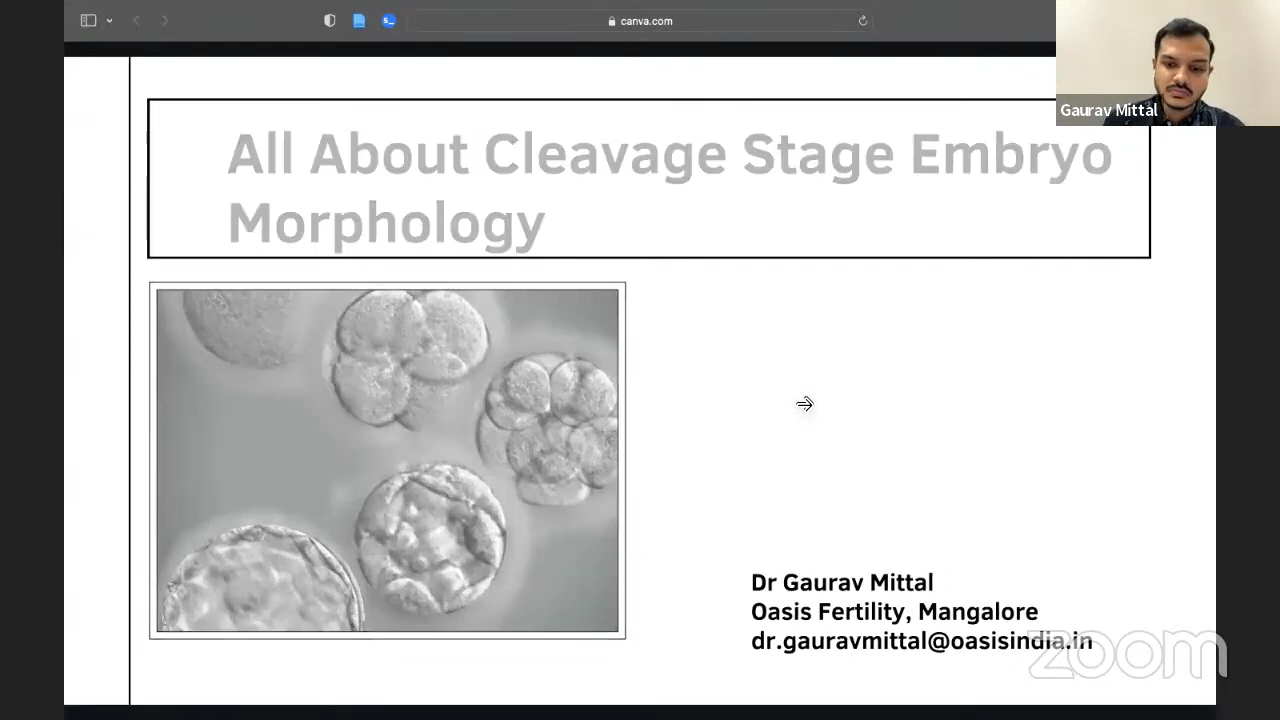 canva.com
Gaurav Mittal
All About Cleavage Stage Embryo
Morphology
Dr Gaurav Mittal
Oasis Fertility, Mangalore
dr.gauravmittal@oasisindia.in
zoom